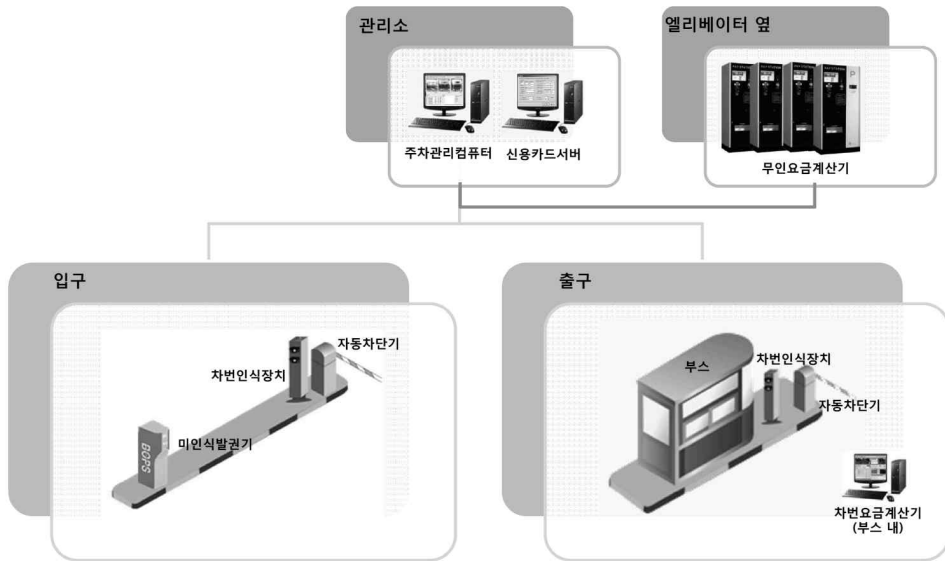 관리소
엘리베이터 옆
주차관리컴퓨터
신용카드서버
무인요금계산기
입구
자동차단기
차번인식장치
미인식발권기
BOPS
출구
부스
차번인식장치
자동차단기
차번요금계산기
(부스 내)